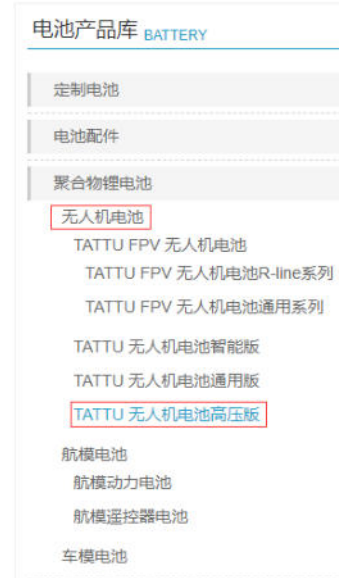 电池产品库 BATTERY
定制电池
电池配件
聚合物锂电池
无人机电池
TATTU FPV 无人机电池
TATTU FPV 无人机电池R-line系列
TATTU FPV 无人机电池通用系列
TATTU 无人机电池智能版
TATTU 无人机电池通用版
TATTU 无人机电池高压版
航模电池
航模动力电池
航模遥控器电池
车模电池